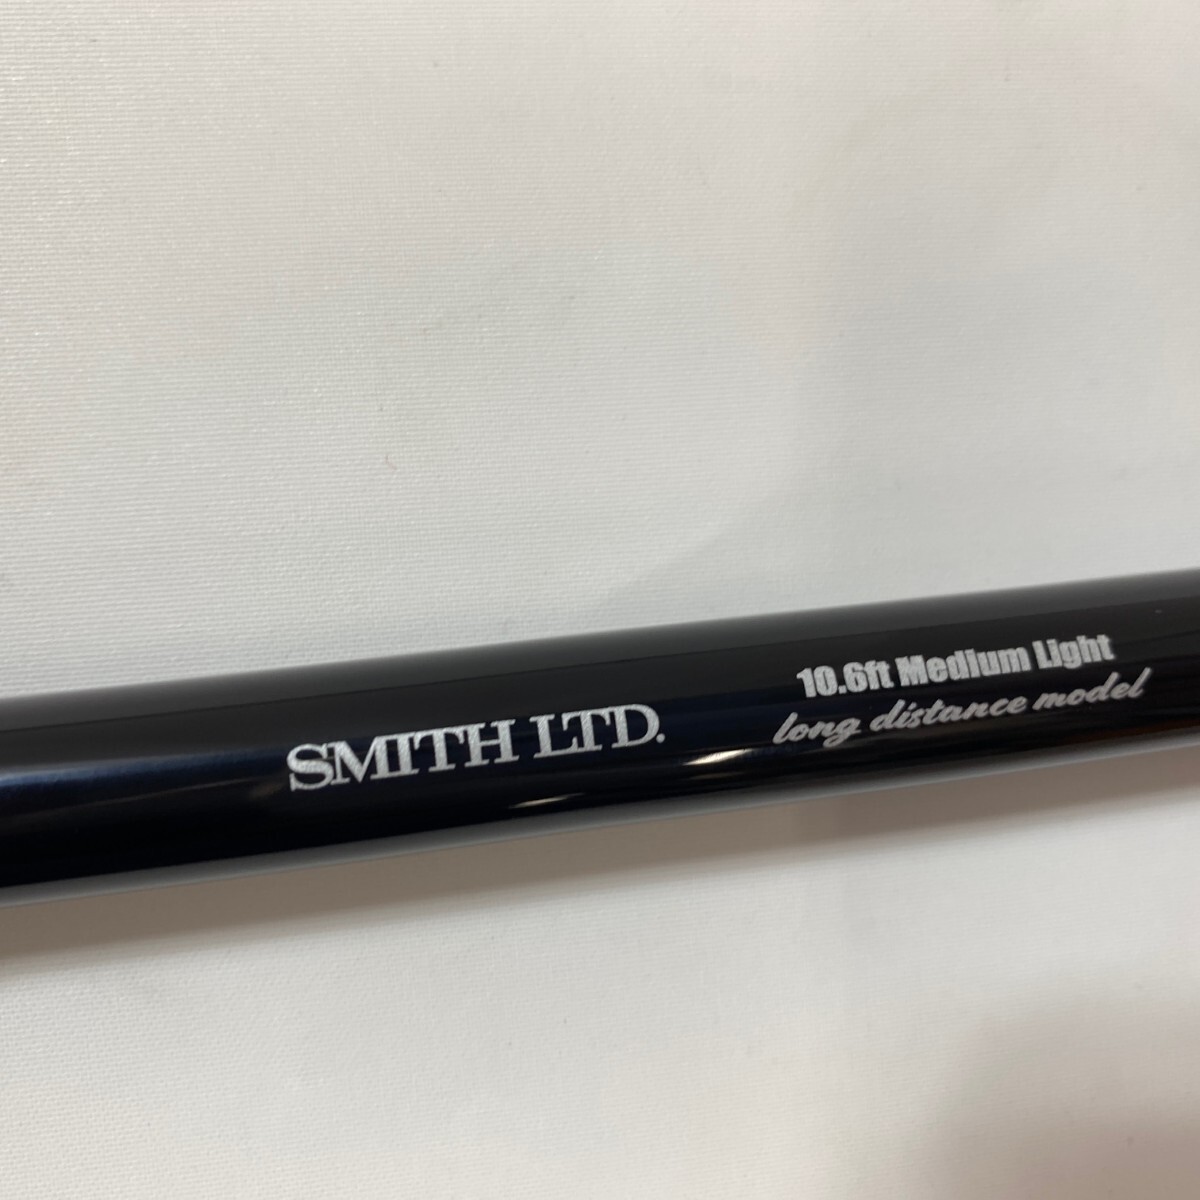 SMITH LTD.
10.6ft Medium Light
long distance model